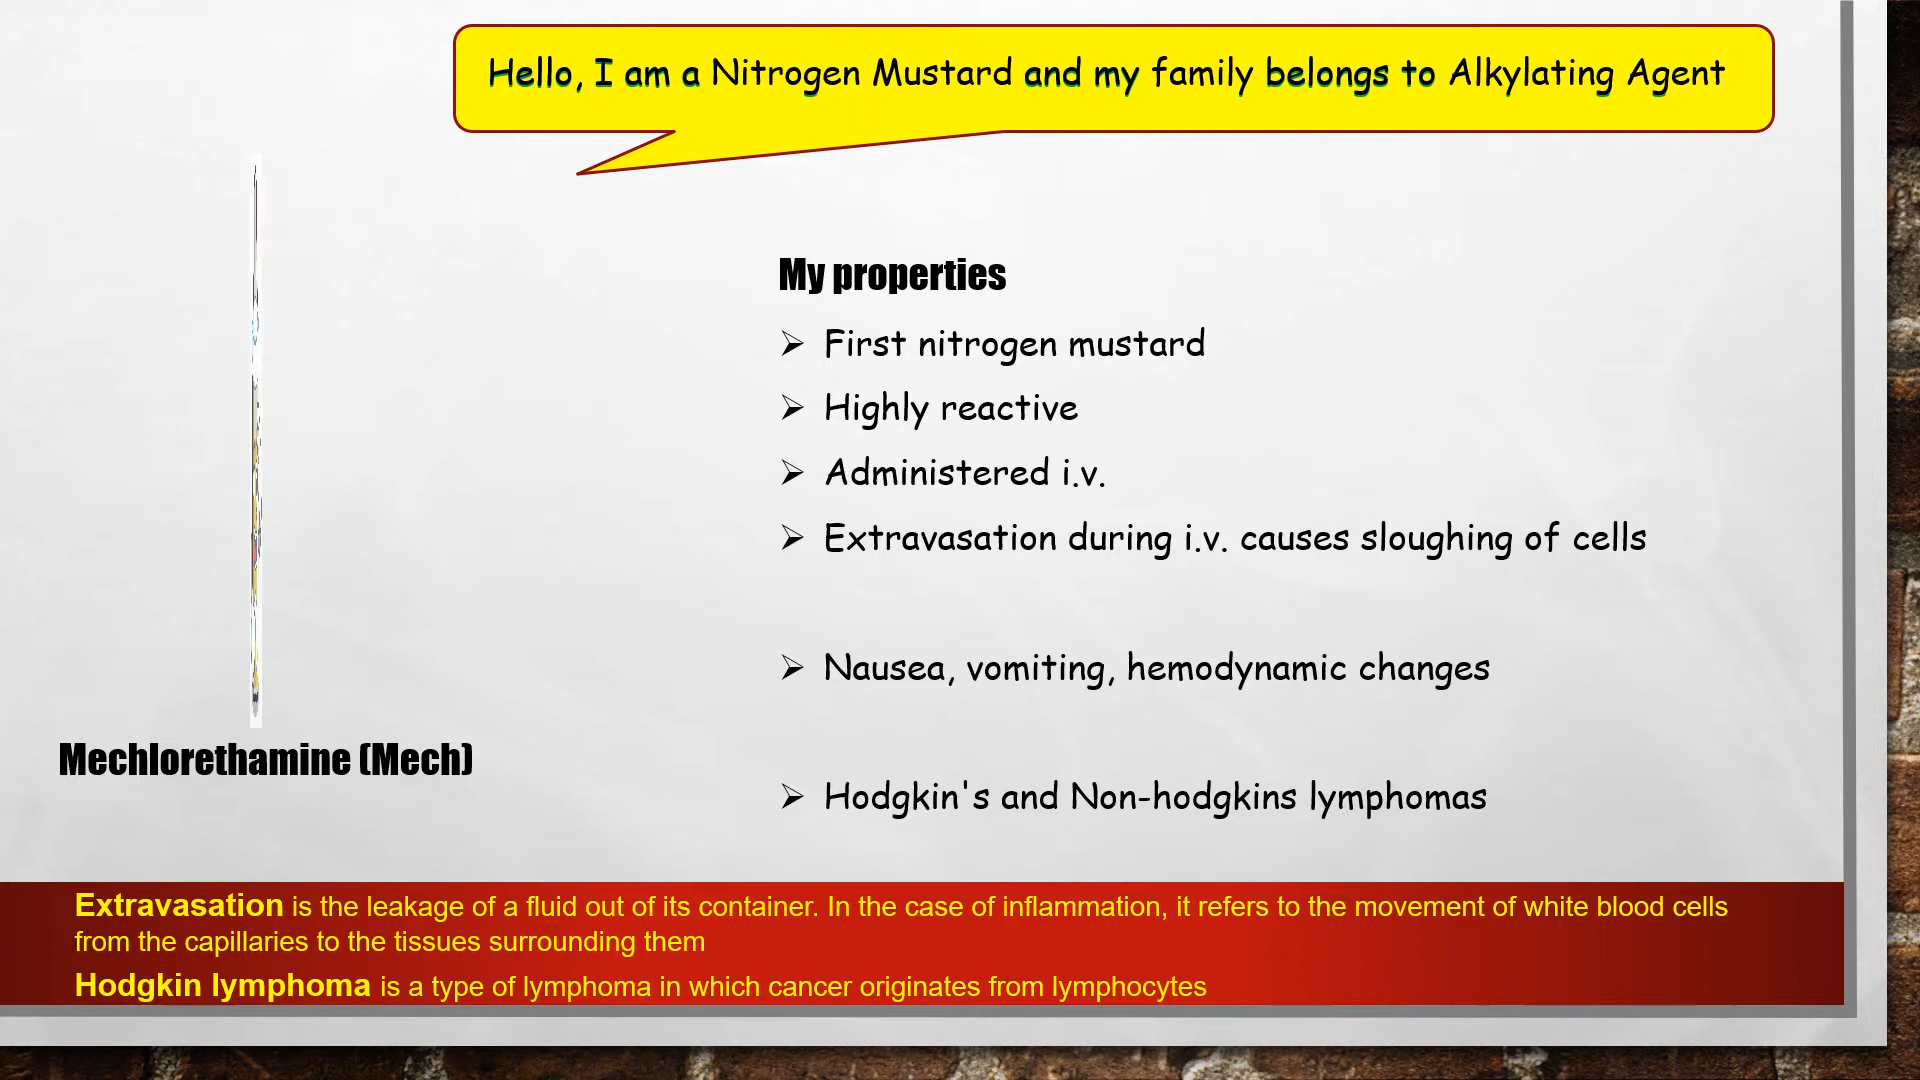 Hello, I am a Nitrogen Mustard and my family belongs to Alkylating Agent
My properties
First nitrogen mustard
Highly reactive
Administered i.v.
Extravasation during i.v. causes sloughing of cells
Nausea, vomiting, hemodynamic changes
Hodgkin's and Non-hodgkins lymphomas
Mechlorethamine (Mech)
Extravasation is the leakage of a fluid out of its container. In the case of inflammation, it refers to the movement of white blood cells
from the capillaries to the tissues surrounding them
Hodgkin lymphoma is a type of lymphoma in which cancer originates from lymphocytes